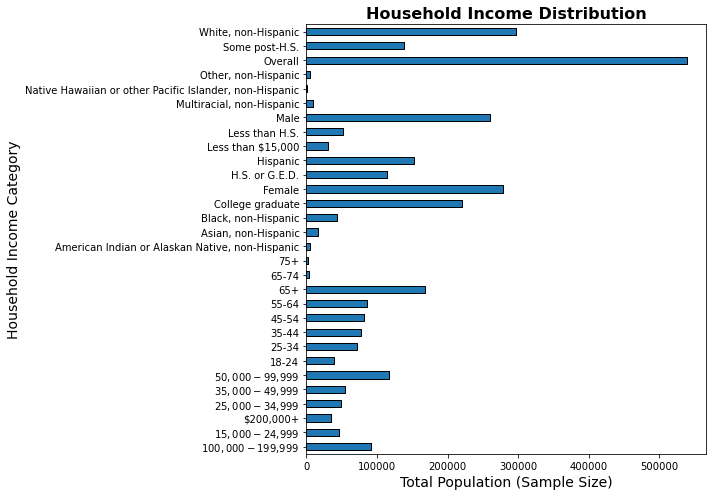 Household Income Distribution
White, non-Hispanic
Some post-H.S.
Overall
Other, non-Hispanic
Native Hawaiian or other Pacific Islander, non-Hispanic
Multiracial, non-Hispanic
Male
Less than H.S.
Less than $15,000
Hispanic
H.S. or G.E.D.
Female
College graduate
Black, non-Hispanic
Asian, non-Hispanic
American Indian or Alaskan Native, non-Hispanic
75+
65-74
65+
55-64
45-54
35-44
25-34
18-24
50,000 − 99,999
35,000 − 49,999
25,000 − 34,999
$200,000+
15,000 − 24,999
100,000 − 199,999
Household Income Category
0 100000 200000 300000 400000 500000
Total Population (Sample Size)